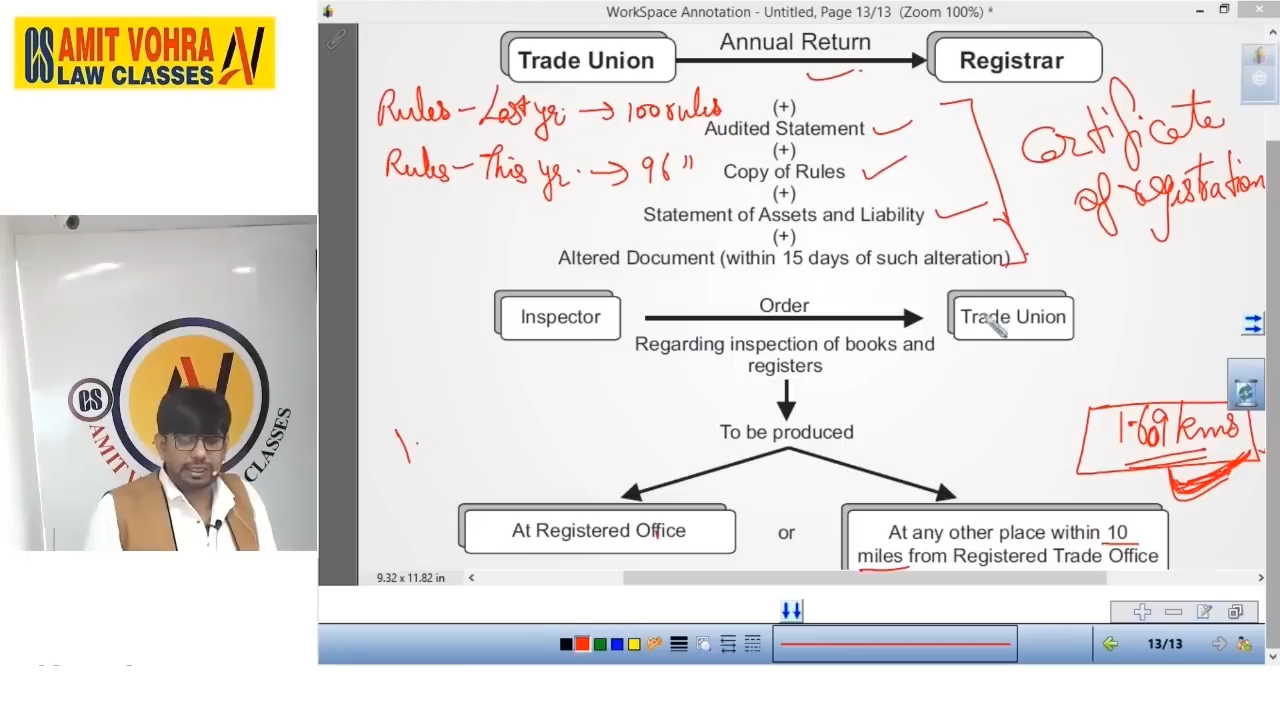 WorkSpace Annotation - Untitled, Page 13/13 (Zoom 100%) *
CS AMIT VOHRA
LAW CLASSES
Trade Union
Annual Return
Registrar
Rules - Last yr. → 100 rules
Rules - This yr. → 96 "
(+)
Audited Statement
(+)
Copy of Rules
(+)
Statement of Assets and Liability
(+)
Altered Document (within 15 days of such alteration)
Certificate
of registration
Inspector
Order
Trade Union
Regarding inspection of books and
registers
To be produced
1.609 kms
At Registered Office
or
At any other place within 10
miles from Registered Trade Office
CS
AMIT
CLASSES
9.32 x 11.82 in
13/13